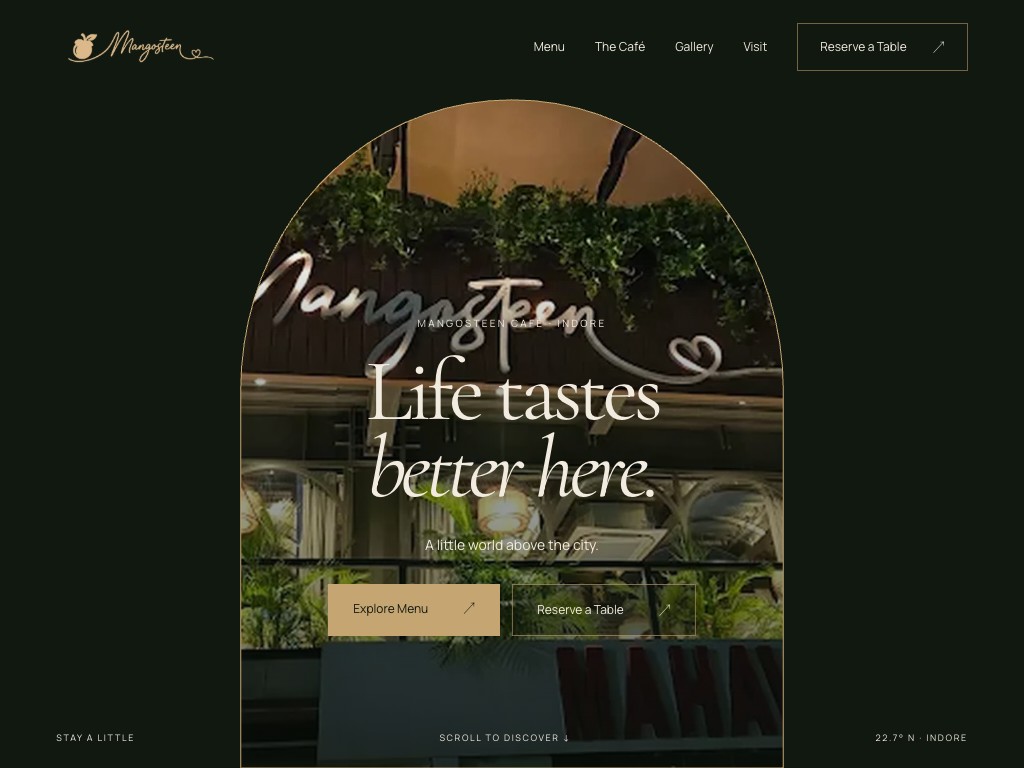 Mangosteen
Menu
The Café
Gallery
Visit
Reserve a Table ↗
Mangosteen
MANGOSTEEN CAFÉ · INDORE
Life tastes
better here.
A little world above the city.
Explore Menu ↗
Reserve a Table ↗
MAHA
STAY A LITTLE
SCROLL TO DISCOVER ↓
22.7° N · INDORE